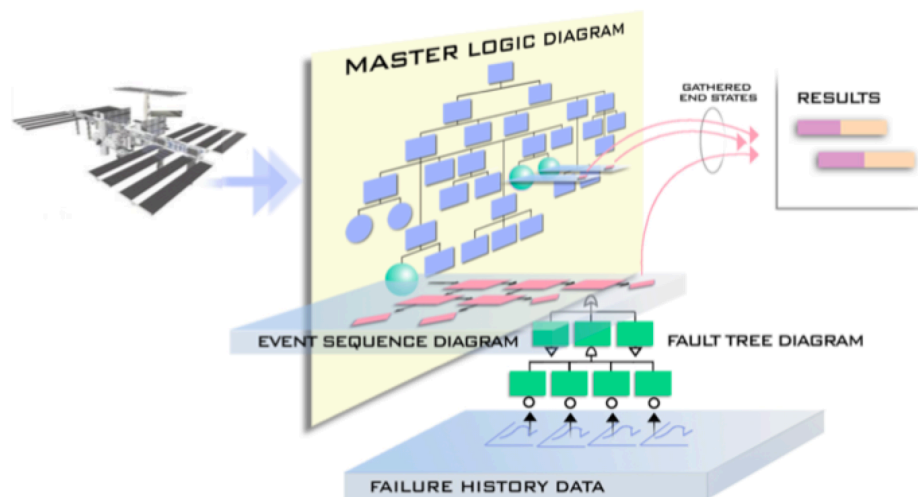 MASTER LOGIC DIAGRAM
GATHERED
END STATES
RESULTS
EVENT SEQUENCE DIAGRAM
FAULT TREE DIAGRAM
FAILURE HISTORY DATA